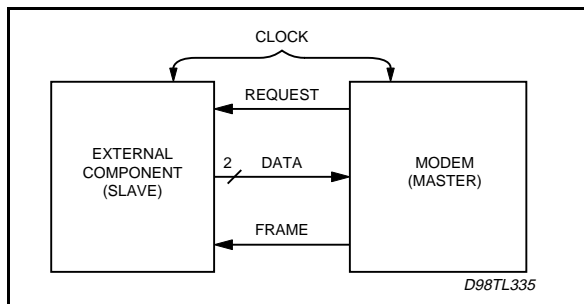 CLOCK
REQUEST
EXTERNAL
COMPONENT
(SLAVE)
2 DATA
MODEM
(MASTER)
FRAME
D98TL335